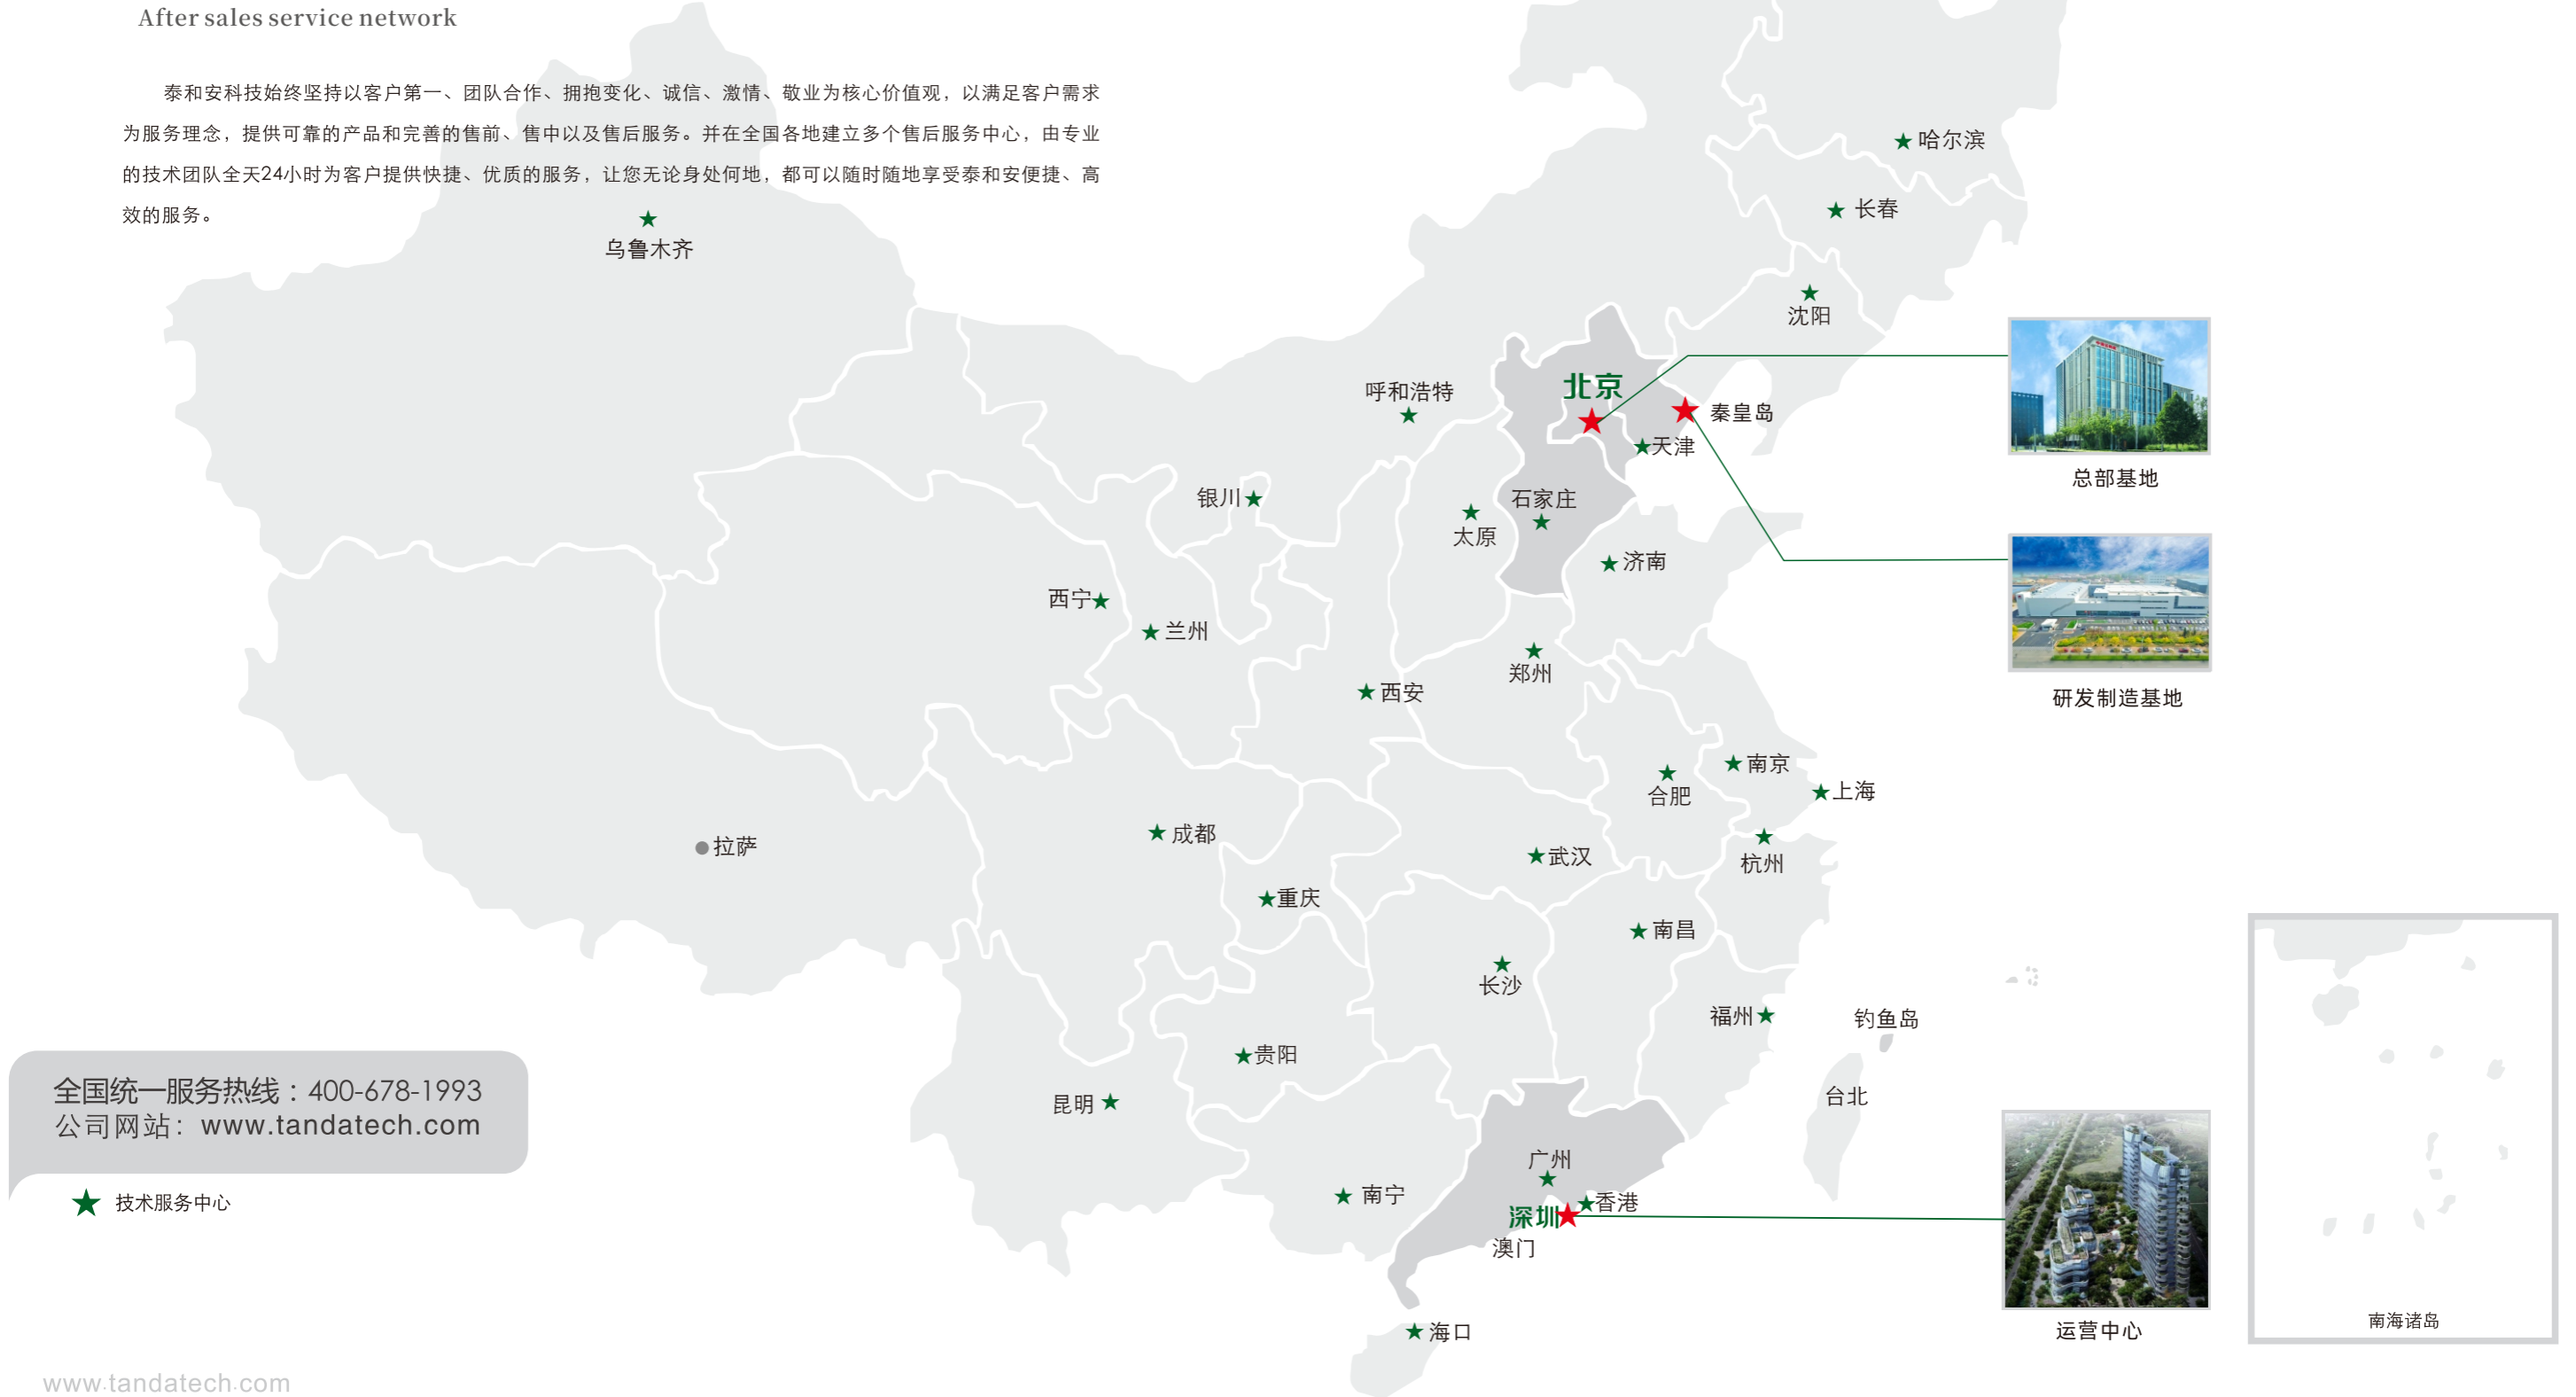 After sales service network
泰和安科技始终坚持以客户第一、团队合作、拥抱变化、诚信、激情、敬业为核心价值观，以满足客户需求
为服务理念，提供可靠的产品和完善的售前、售中以及售后服务。并在全国各地建立多个售后服务中心，由专业
的技术团队全天24小时为客户提供快捷、优质的服务，让您无论身处何地，都可以随时随地享受泰和安便捷、高
效的服务。
哈尔滨
长春
乌鲁木齐
沈阳
北京
呼和浩特
秦皇岛
天津
总部基地
银川
石家庄
太原
济南
西宁
兰州
郑州
西安
研发制造基地
南京
上海
合肥
成都
拉萨
武汉
杭州
重庆
南昌
长沙
福州
钓鱼岛
贵阳
台北
昆明
全国统一服务热线：400-678-1993
公司网站：www.tandatech.com
技术服务中心
广州
南宁
香港
深圳
澳门
海口
运营中心
南海诸岛
www.tandatech.com